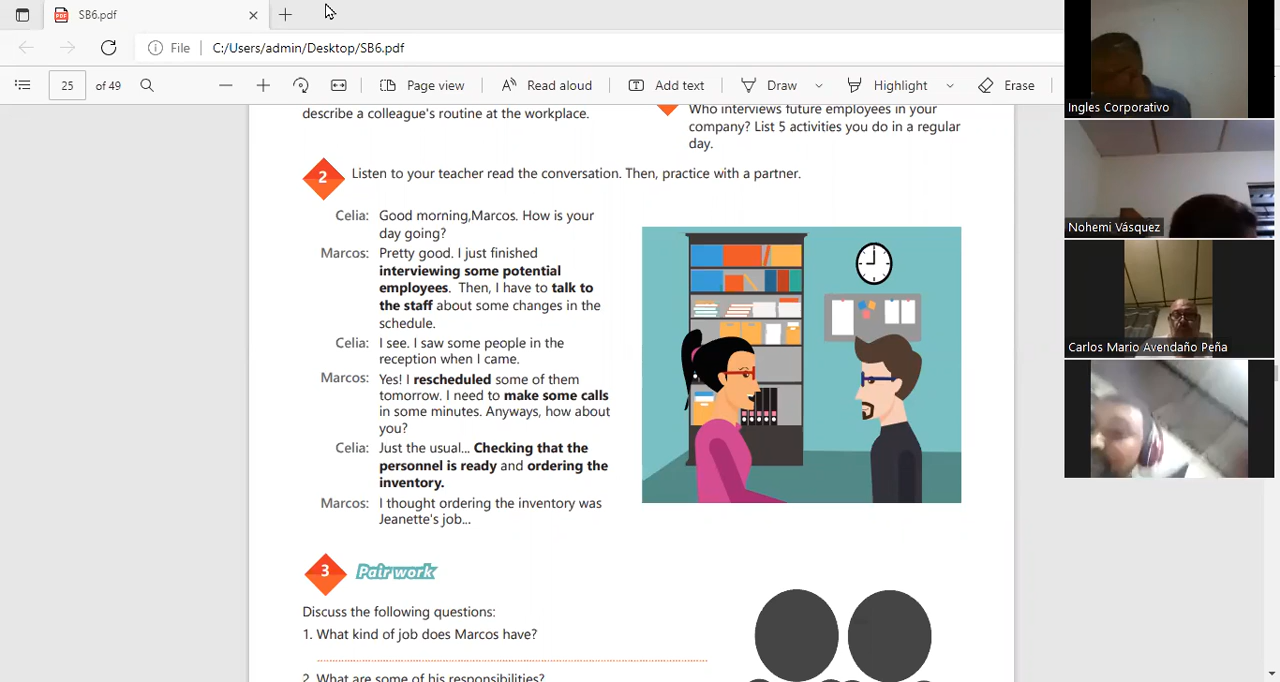 SB6.pdf
File C:/Users/admin/Desktop/SB6.pdf
25 of 49 Page view Read aloud Add text Draw Highlight Erase
describe a colleague's routine at the workplace.
Who interviews future employees in your
company? List 5 activities you do in a regular
day.
2 Listen to your teacher read the conversation. Then, practice with a partner.
Celia: Good morning,Marcos. How is your
day going?
Marcos: Pretty good. I just finished
interviewing some potential
employees. Then, I have to talk to
the staff about some changes in the
schedule.
Celia: I see. I saw some people in the
reception when I came.
Marcos: Yes! I rescheduled some of them
tomorrow. I need to make some calls
in some minutes. Anyways, how about
you?
Celia: Just the usual... Checking that the
personnel is ready and ordering the
inventory.
Marcos: I thought ordering the inventory was
Jeanette's job...
3 Pair work
Discuss the following questions:
1. What kind of job does Marcos have?
2. What are some of his responsibilities?
Ingles Corporativo
Nohemi Vásquez
Carlos Mario Avendaño Peña